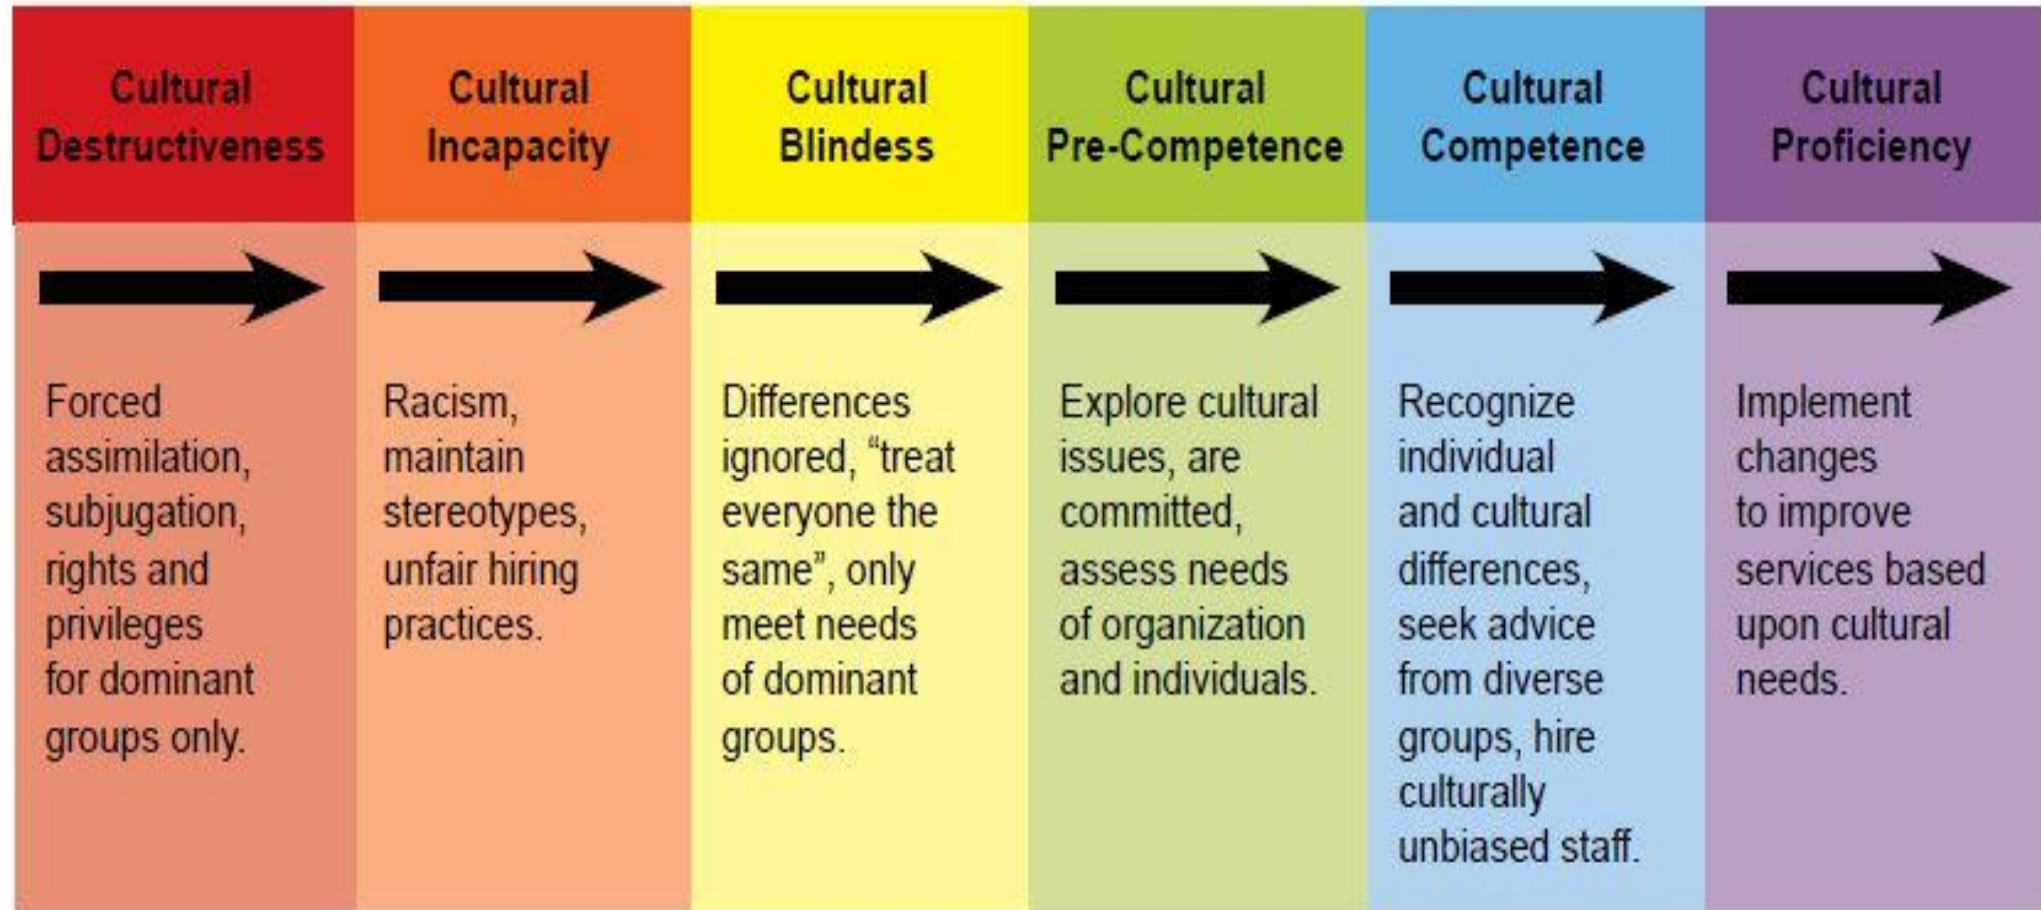 Cultural
Destructiveness
Cultural
Incapacity
Cultural
Blindess
Cultural
Pre-Competence
Cultural
Competence
Cultural
Proficiency
Forced
assimilation,
subjugation,
rights and
privileges
for dominant
groups only.
Racism,
maintain
stereotypes,
unfair hiring
practices.
Differences
ignored, “treat
everyone the
same”, only
meet needs
of dominant
groups.
Explore cultural
issues, are
committed,
assess needs
of organization
and individuals.
Recognize
individual
and cultural
differences,
seek advice
from diverse
groups, hire
culturally
unbiased staff.
Implement
changes
to improve
services based
upon cultural
needs.